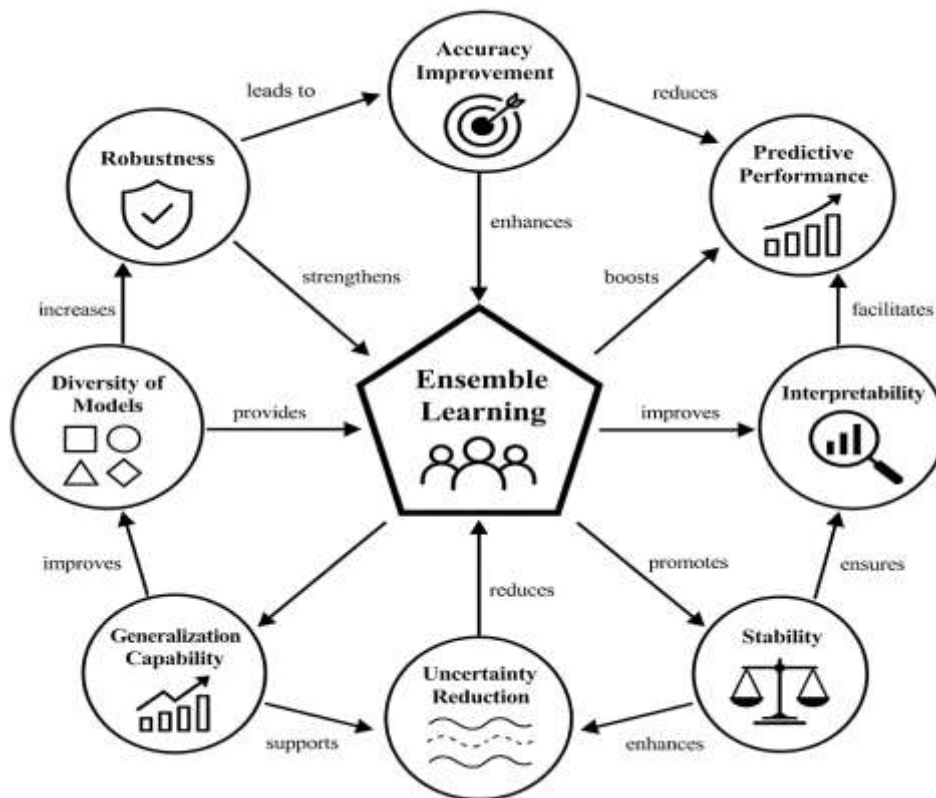 Accuracy
Improvement
leads to
reduces
Robustness
Predictive
Performance
enhances
strengthens
boosts
increases
facilitates
Diversity of
Models
provides
Ensemble
Learning
improves
Interpretability
improves
promotes
ensures
reduces
Generalization
Capability
Uncertainty
Reduction
Stability
supports
enhances